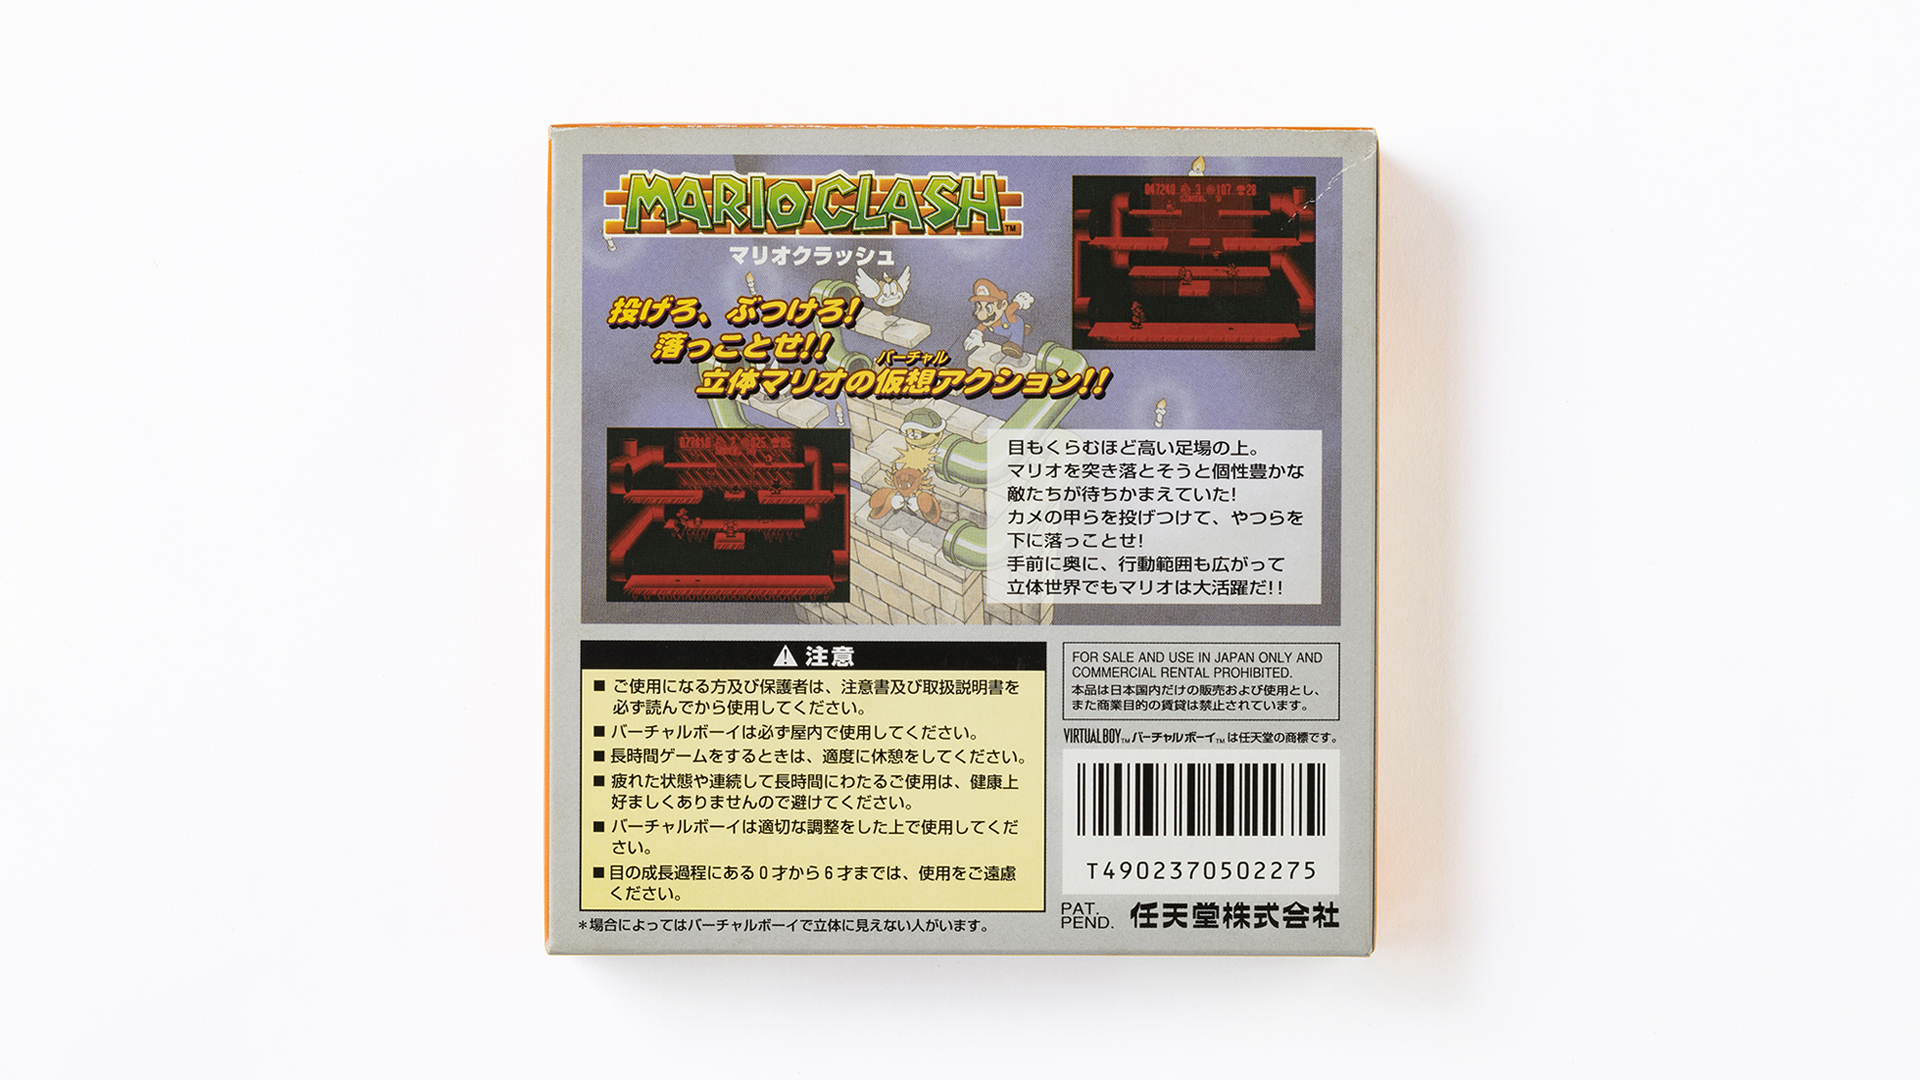 MARIO CLASH™
マリオクラッシュ
投げろ、ぶつけろ!
落っことせ!!
バーチャル
立体マリオの仮想アクション!!
047240 3 107 28
目もくらむほど高い足場の上。
マリオを突き落とそうと個性豊かな
敵たちが待ちかまえていた!
カメの甲らを投げつけて、やつらを
下に落っことせ!
手前に奥に、行動範囲も広がって
立体世界でもマリオは大活躍だ!!
注意
■ ご使用になる方及び保護者は、注意書及び取扱説明書を
必ず読んでから使用してください。
■ バーチャルボーイは必ず屋内で使用してください。
■ 長時間ゲームをするときは、適度に休憩をしてください。
■ 疲れた状態や連続して長時間にわたるご使用は、健康上
好ましくありませんので避けてください。
■ バーチャルボーイは適切な調整をした上で使用してくだ
さい。
■ 目の成長過程にある0才から6才までは、使用をご遠慮
ください。
*場合によってはバーチャルボーイで立体に見えない人がいます。
FOR SALE AND USE IN JAPAN ONLY AND
COMMERCIAL RENTAL PROHIBITED.
本品は日本国内だけの販売および使用とし、
また商業目的の賃貸は禁止されています。
VIRTUAL BOY™ バーチャルボーイ™ は任天堂の商標です。
T4902370502275
PAT.
PEND. 任天堂株式会社